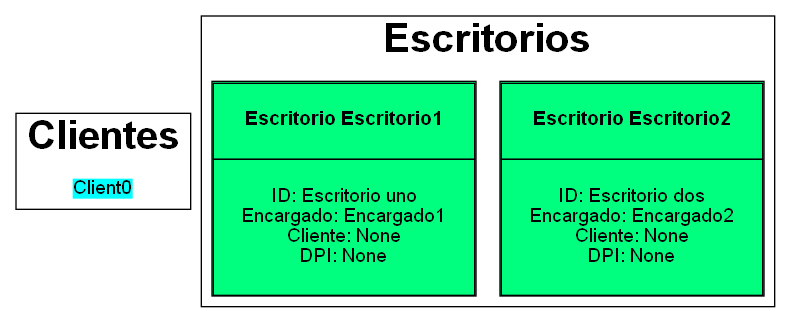 Clientes
Client0
Escritorios
Escritorio Escritorio1
ID: Escritorio uno
Encargado: Encargado1
Cliente: None
DPI: None
Escritorio Escritorio2
ID: Escritorio dos
Encargado: Encargado2
Cliente: None
DPI: None